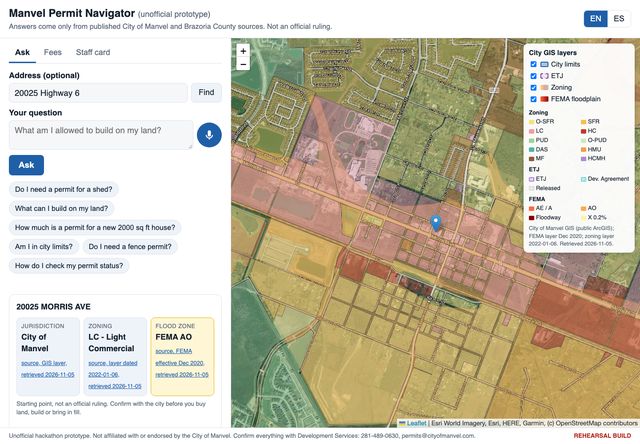 Manvel Permit Navigator (unofficial prototype)
Answers come only from published City of Manvel and Brazoria County sources. Not an official ruling.
EN ES
Ask Fees Staff card
Address (optional)
20025 Highway 6
Find
Your question
What am I allowed to build on my land?
Ask
Do I need a permit for a shed?
What can I build on my land?
How much is a permit for a new 2000 sq ft house?
Am I in city limits? Do I need a fence permit?
How do I check my permit status?
20025 MORRIS AVE
JURISDICTION
City of
Manvel
source, GIS layer,
retrieved 2026-11-05
ZONING
LC - Light
Commercial
source, layer dated
2022-01-06,
retrieved 2026-11-05
FLOOD ZONE
FEMA AO
source, FEMA
effective Dec 2020,
retrieved 2026-11-05
Starting point, not an official ruling. Confirm with the city before you
land, build or bring in fill.
+
−
City GIS layers
City limits
ETJ
Zoning
FEMA floodplain
Zoning
O-SFR SFR
LC HC
PUD O-PUD
DAS HMU
MF HCMH
ETJ
ETJ Dev. Agreement
Released
FEMA
AE / A AO
Floodway X 0.2%
City of Manvel GIS (public ArcGIS);
FEMA layer Dec 2020; zoning layer
2022-01-06. Retrieved 2026-11-05.
Leaflet | Esri World Imagery, Esri, HERE, Garmin, (c) OpenStreetMap contributors
Unofficial hackathon prototype. Not affiliated with or endorsed by the City of Manvel. Confirm everything with Development Services: 281-489-0630, permits@cityofmanvel.com.
REHEARSAL BUILD